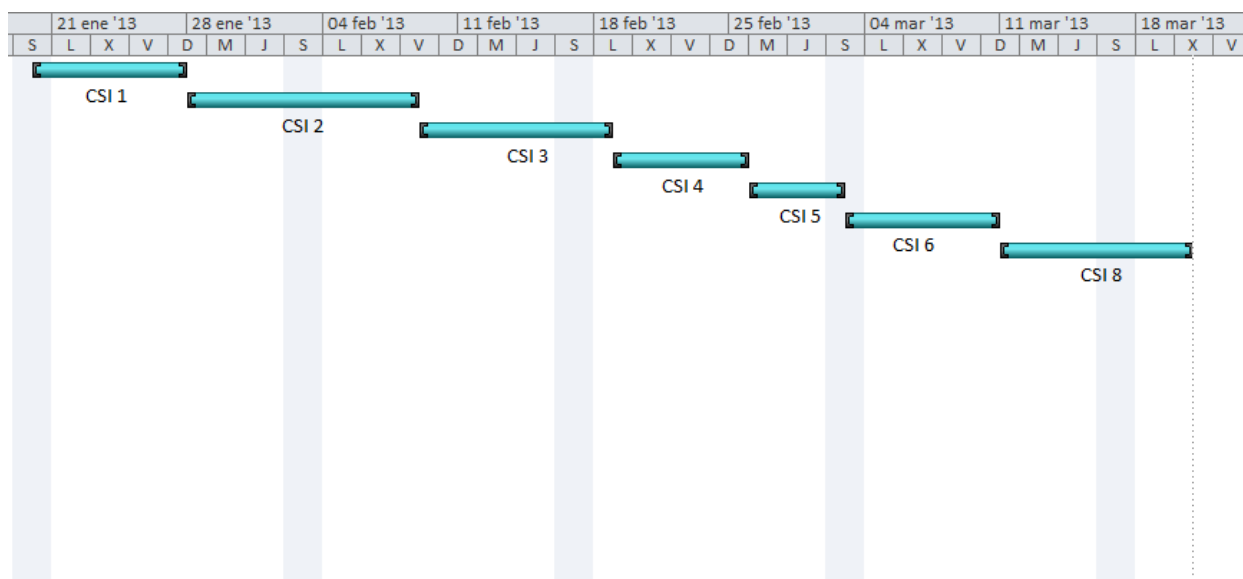 21 ene '13 28 ene '13 04 feb '13 11 feb '13 18 feb '13 25 feb '13 04 mar '13 11 mar '13 18 mar '13
S L X V D M J S L X V D M J S L X V D M J S L X V D M J S L X V
CSI 1
CSI 2
CSI 3
CSI 4
CSI 5
CSI 6
CSI 8